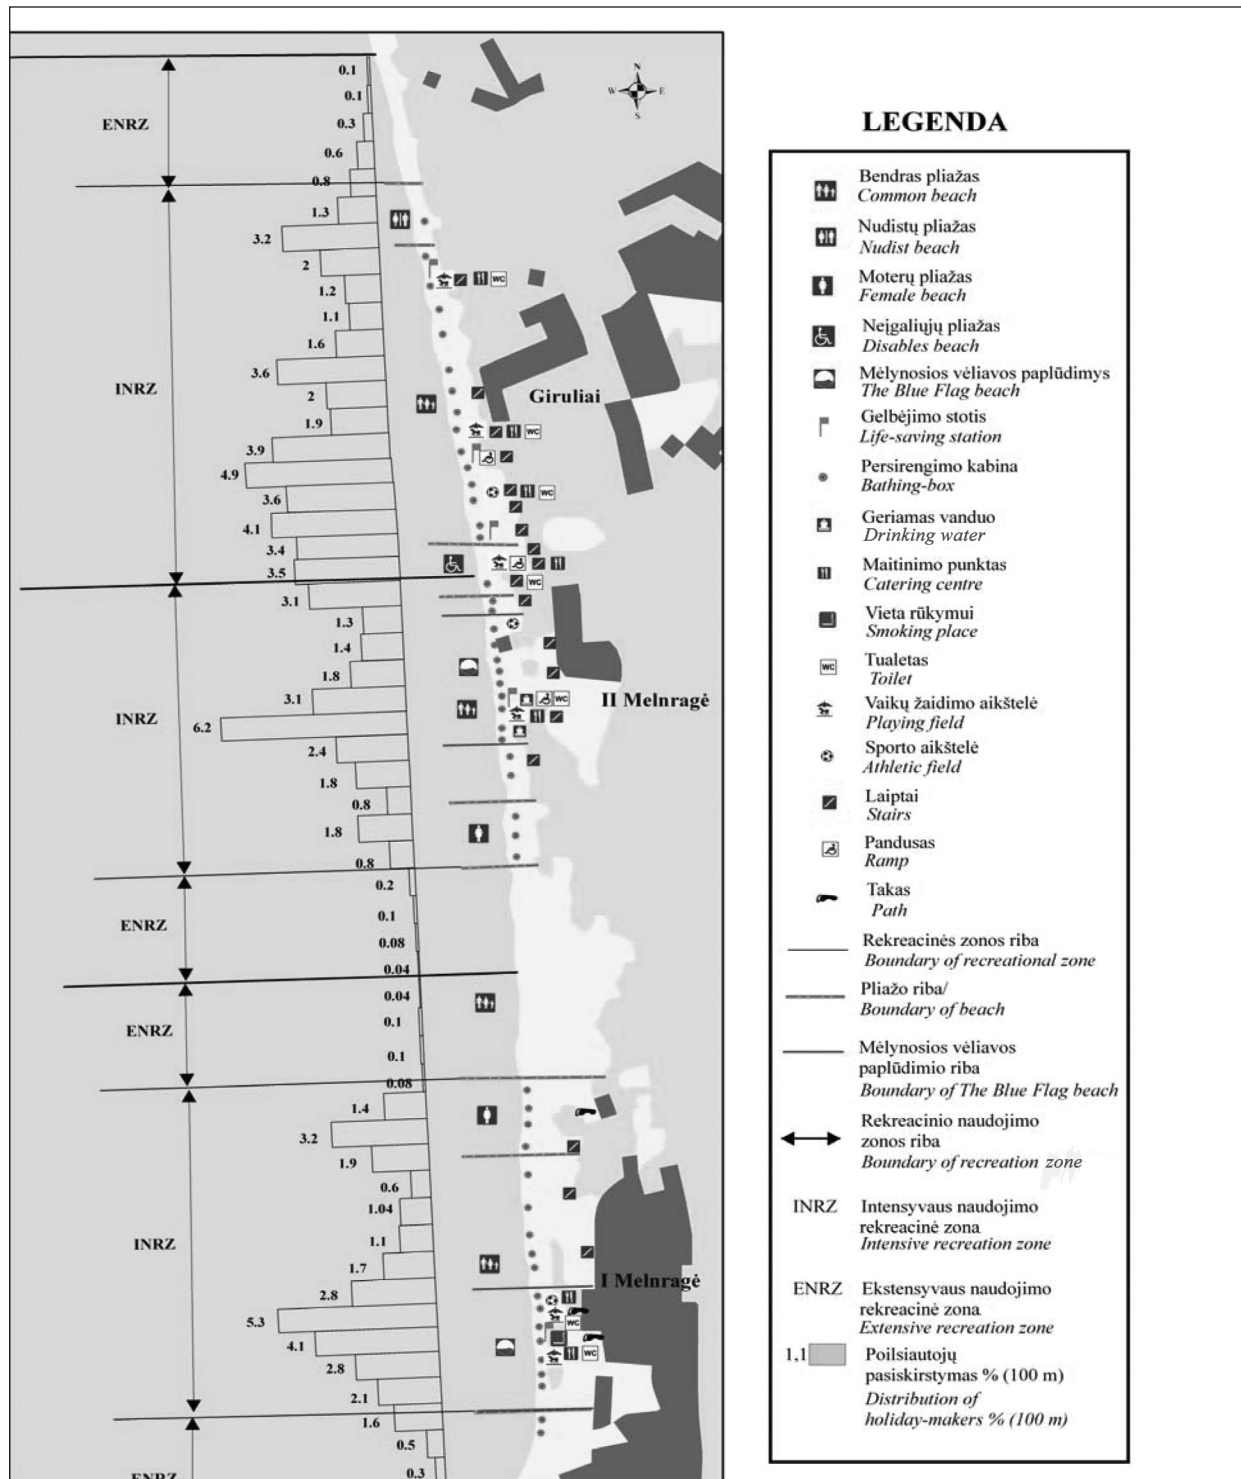 N
W
E
S
ENRZ
0.1
0.1
0.3
0.6
0.8
INRZ
1.3
3.2
2
1.2
1.1
1.6
3.6
2
1.9
3.9
4.9
3.6
4.1
3.4
3.5
WC
Giruliai
WC
WC
WC
INRZ
3.1
1.3
1.4
1.8
3.1
6.2
2.4
1.8
0.8
1.8
0.8
WC
II Melnragė
ENRZ
0.2
0.1
0.08
0.04
ENRZ
0.04
0.1
0.1
0.08
INRZ
1.4
3.2
1.9
0.6
1.04
1.1
1.7
2.8
5.3
4.1
2.8
2.1
I Melnragė
WC
WC
1.6
0.5
0.3
ENRZ
LEGENDA
Bendras pliažas
Common beach
Nudistų pliažas
Nudist beach
Moterų pliažas
Female beach
Neįgaliųjų pliažas
Disables beach
Mėlynosios vėliavos paplūdimys
The Blue Flag beach
Gelbėjimo stotis
Life-saving station
Persirengimo kabina
Bathing-box
Geriamas vanduo
Drinking water
Maitinimo punktas
Catering centre
Vieta rūkymui
Smoking place
WC Tualetas
Toilet
Vaikų žaidimo aikštelė
Playing field
Sporto aikštelė
Athletic field
Laiptai
Stairs
Pandusas
Ramp
Takas
Path
Rekreacinės zonos riba
Boundary of recreational zone
Pliažo riba/
Boundary of beach
Mėlynosios vėliavos
paplūdimio riba
Boundary of The Blue Flag beach
Rekreacinio naudojimo
zonos riba
Boundary of recreation zone
INRZ Intensyvaus naudojimo
rekreacinė zona
Intensive recreation zone
ENRZ Ekstensyvaus naudojimo
rekreacinė zona
Extensive recreation zone
1,1 Poilsiautojų
pasiskirstymas % (100 m)
Distribution of
holiday-makers % (100 m)